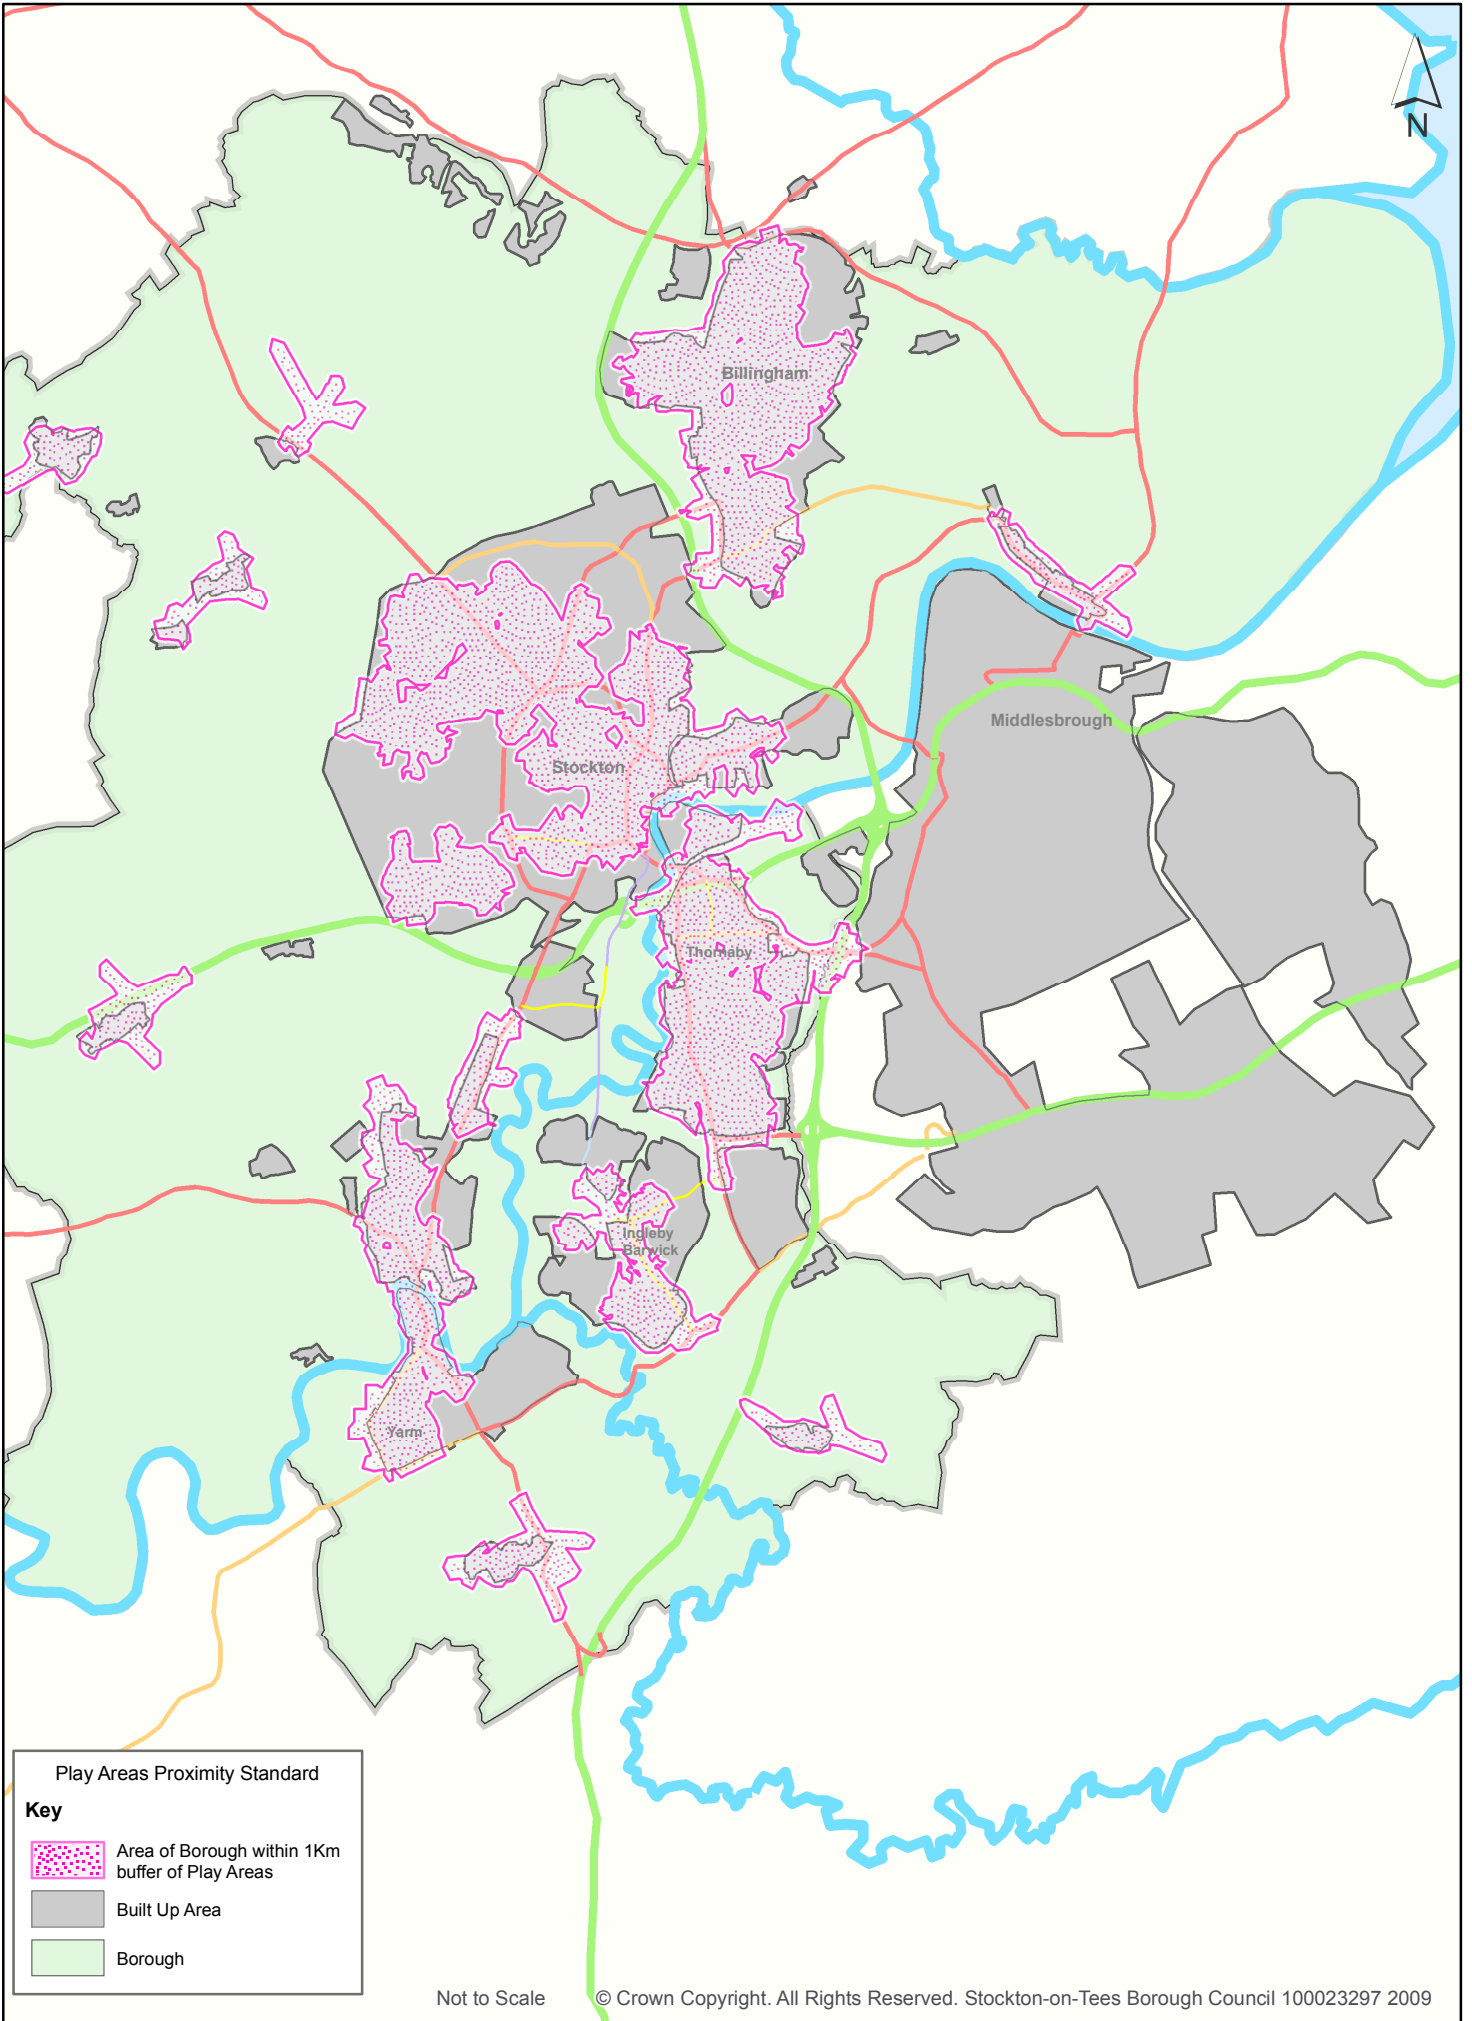 N
Billingham
Middlesbrough
Stockton
Thornaby
Ingleby
Barwick
Yarm
Play Areas Proximity Standard
Key
Area of Borough within 1Km
buffer of Play Areas
Built Up Area
Borough
Not to Scale
© Crown Copyright. All Rights Reserved. Stockton-on-Tees Borough Council 100023297 2009